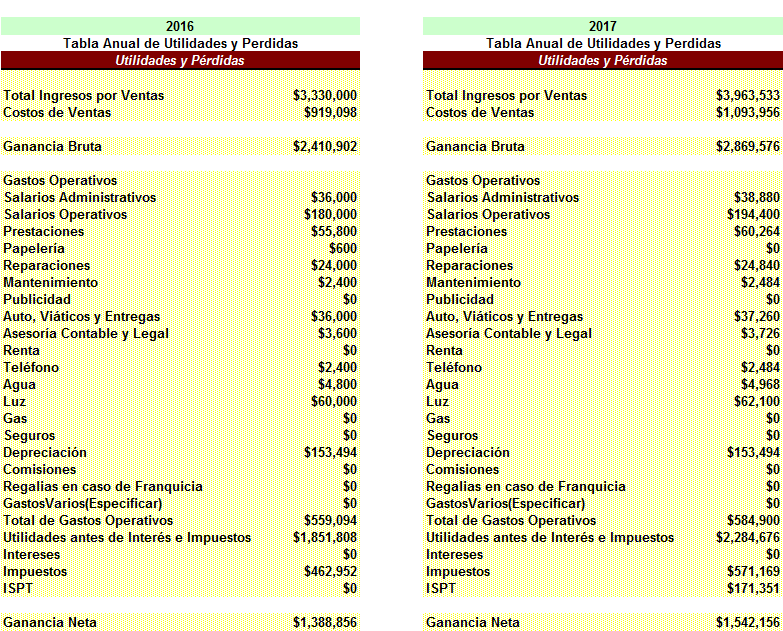 2016
Tabla Anual de Utilidades y Perdidas
Utilidades y Pérdidas
Total Ingresos por Ventas $3,330,000
Costos de Ventas $919,098
Ganancia Bruta $2,410,902
Gastos Operativos
Salarios Administrativos $36,000
Salarios Operativos $180,000
Prestaciones $55,800
Papelería $600
Reparaciones $24,000
Mantenimiento $2,400
Publicidad $0
Auto, Viáticos y Entregas $36,000
Asesoría Contable y Legal $3,600
Renta $0
Teléfono $2,400
Agua $4,800
Luz $60,000
Gas $0
Seguros $0
Depreciación $153,494
Comisiones $0
Regalias en caso de Franquicia $0
GastosVarios(Especificar) $0
Total de Gastos Operativos $559,094
Utilidades antes de Interés e Impuestos $1,851,808
Intereses $0
Impuestos $462,952
ISPT $0
Ganancia Neta $1,388,856
2017
Tabla Anual de Utilidades y Perdidas
Utilidades y Pérdidas
Total Ingresos por Ventas $3,963,533
Costos de Ventas $1,093,956
Ganancia Bruta $2,869,576
Gastos Operativos
Salarios Administrativos $38,880
Salarios Operativos $194,400
Prestaciones $60,264
Papelería $0
Reparaciones $24,840
Mantenimiento $2,484
Publicidad $0
Auto, Viáticos y Entregas $37,260
Asesoría Contable y Legal $3,726
Renta $0
Teléfono $2,484
Agua $4,968
Luz $62,100
Gas $0
Seguros $0
Depreciación $153,494
Comisiones $0
Regalias en caso de Franquicia $0
GastosVarios(Especificar) $0
Total de Gastos Operativos $584,900
Utilidades antes de Interés e Impuestos $2,284,676
Intereses $0
Impuestos $571,169
ISPT $171,351
Ganancia Neta $1,542,156